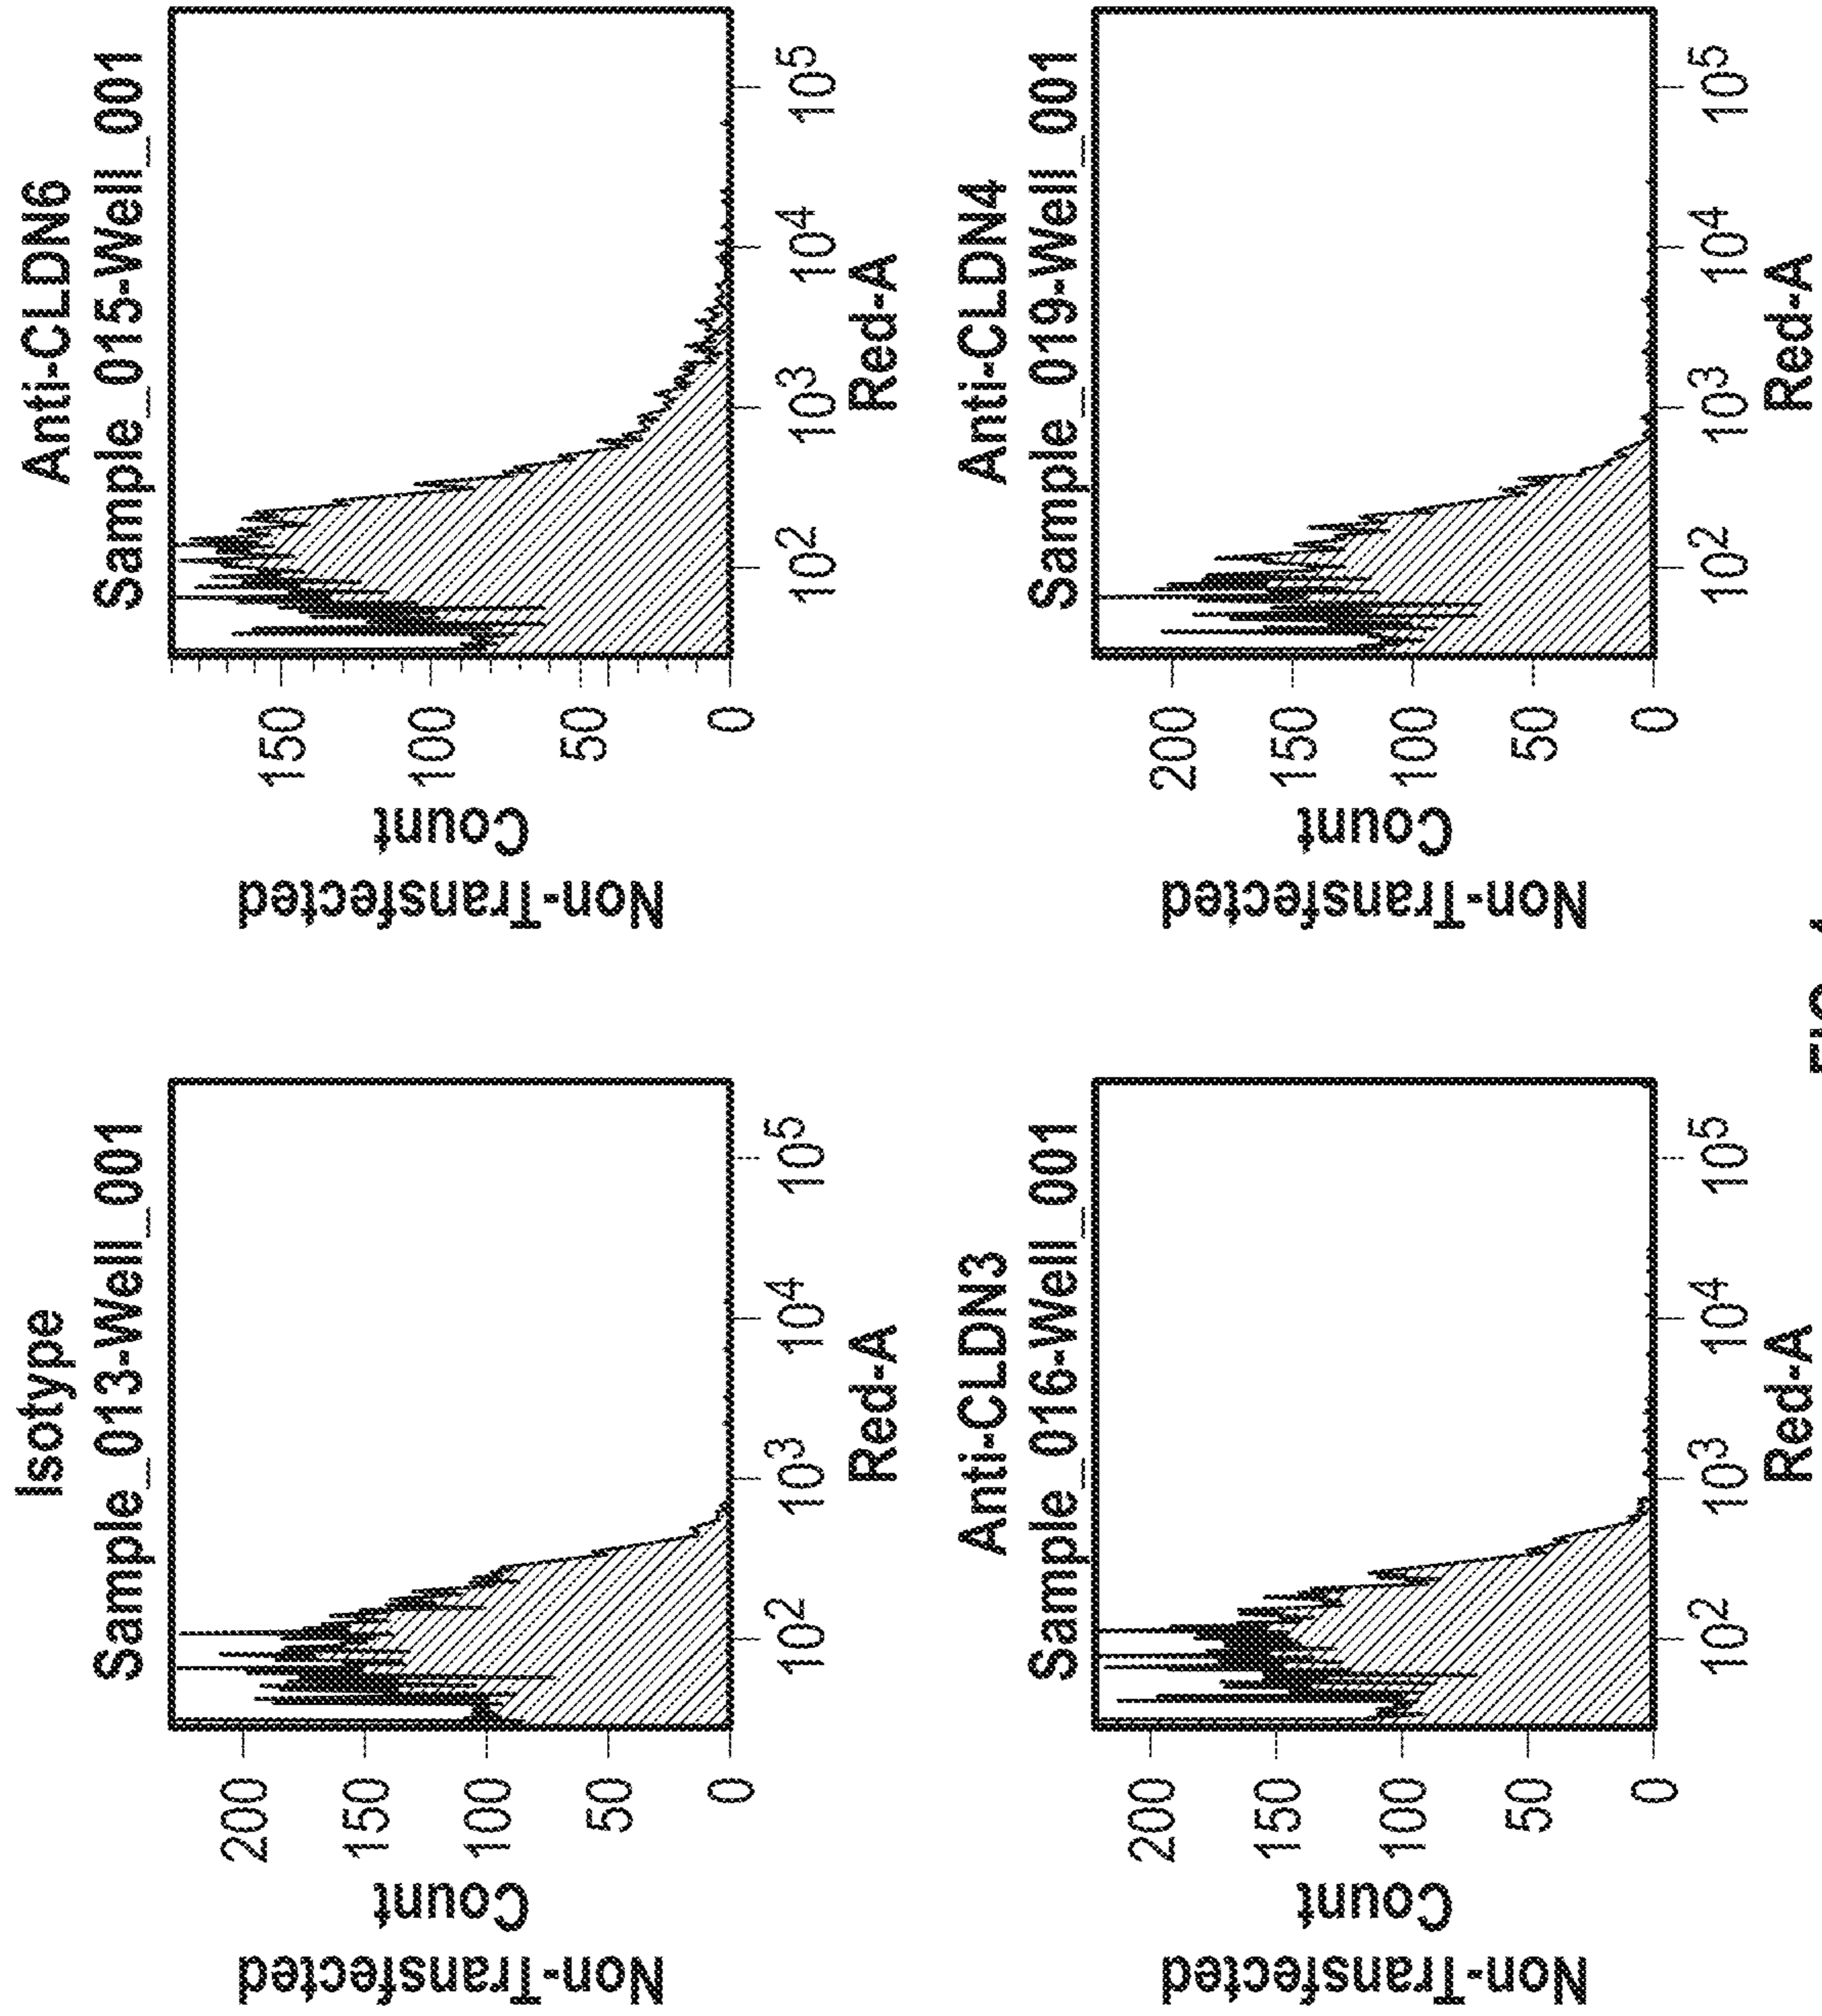 Isotype
Sample_013-Well_001
Non-Transfected
Count
200
150
100
50
0
10²
10³
10⁴
10⁵
Red-A
Anti-CLDN6
Sample_015-Well_001
Non-Transfected
Count
150
100
50
0
10²
10³
10⁴
10⁵
Red-A
Anti-CLDN3
Sample_016-Well_001
Non-Transfected
Count
200
150
100
50
0
10²
10³
10⁴
10⁵
Red-A
Anti-CLDN4
Sample_019-Well_001
Non-Transfected
Count
200
150
100
50
0
10²
10³
10⁴
10⁵
Red-A